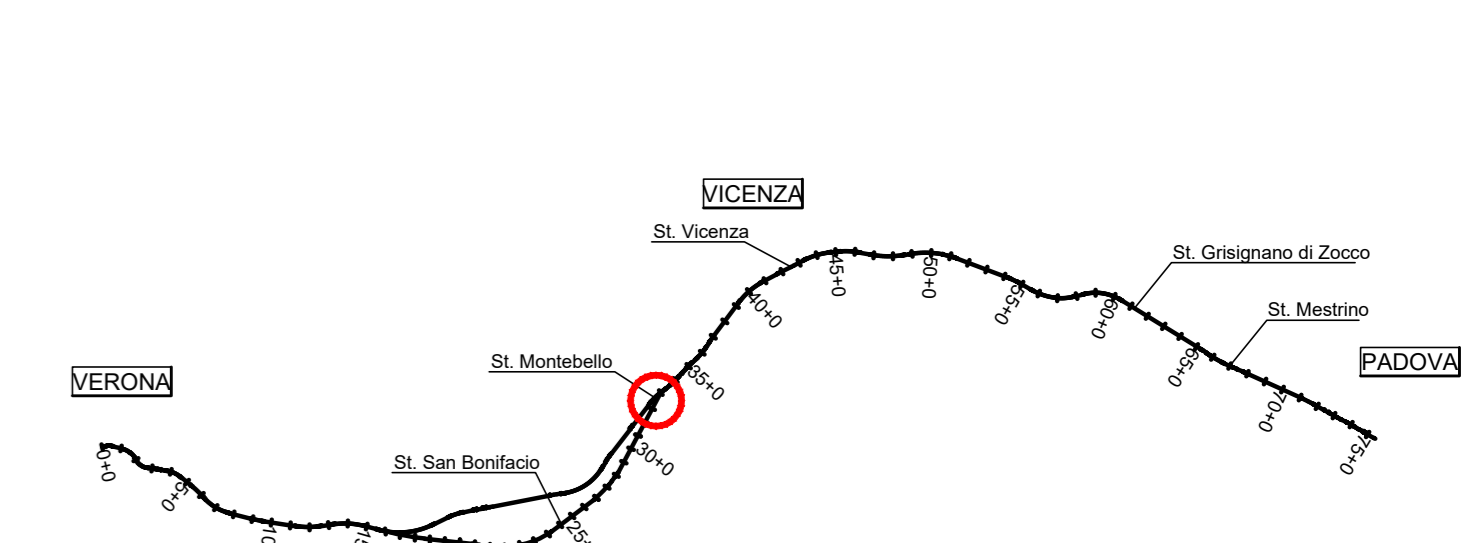 VICENZA
St. Vicenza
St. Grisignano di Zocco
St. Mestrino
PADOVA
St. Montebello
VERONA
St. San Bonifacio
0+0
5+0
30+0
35+0
40+0
45+0
50+0
55+0
60+0
65+0
70+0
75+0